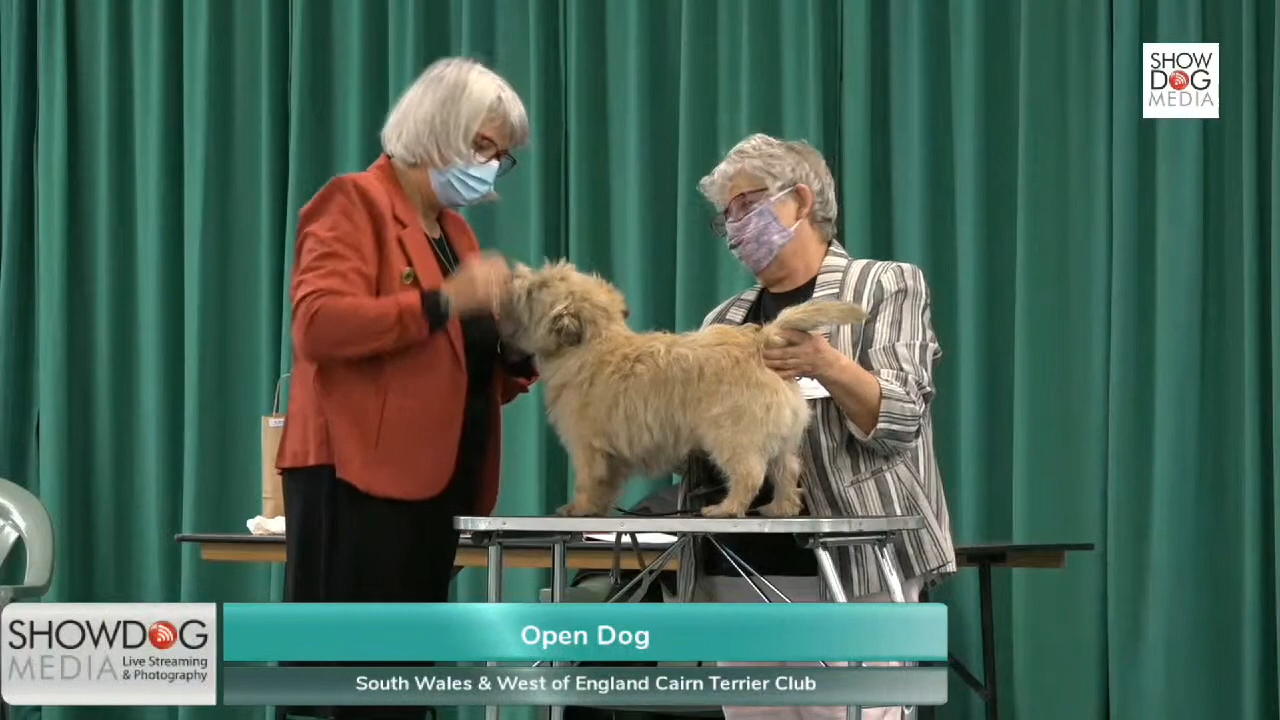 SHOW
DOG
MEDIA
Open Dog
SHOWDOG
MEDIA Live Streaming
& Photography
South Wales & West of England Cairn Terrier Club